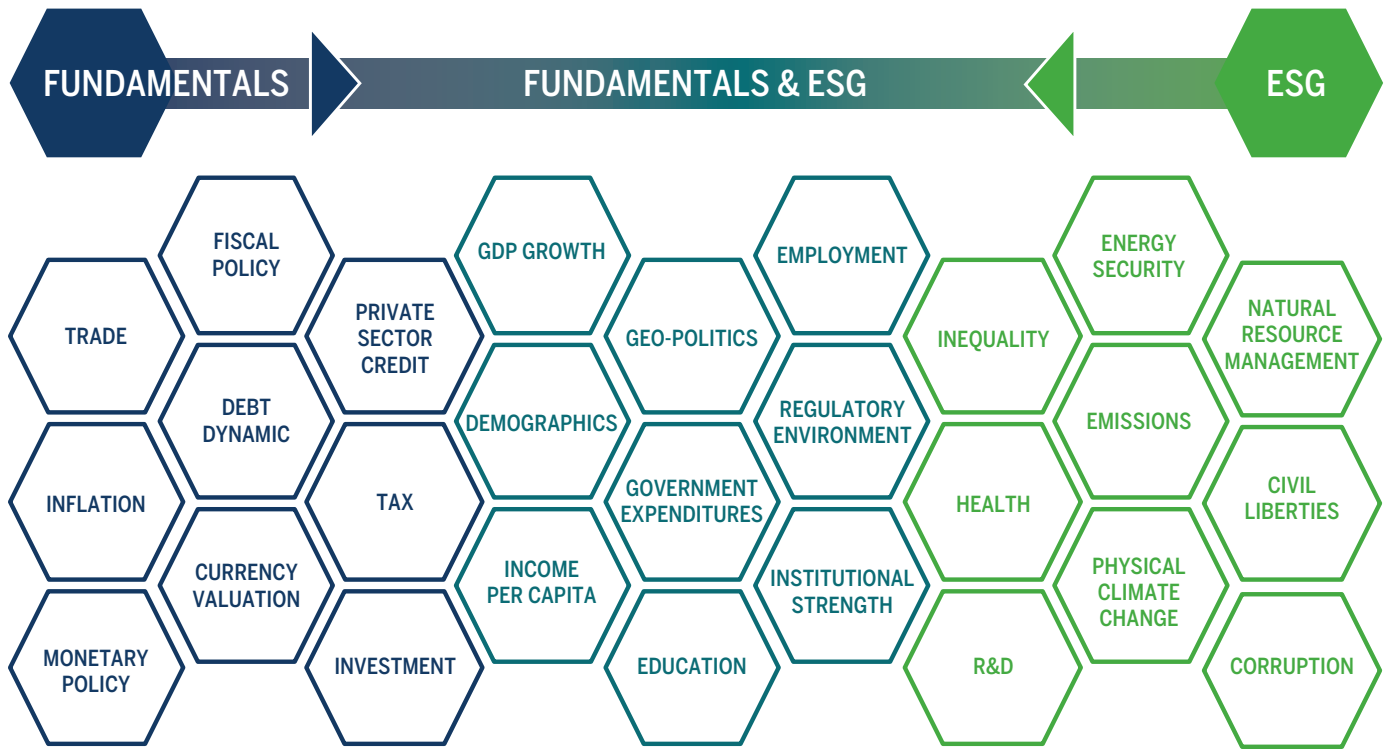 FUNDAMENTALS
FUNDAMENTALS & ESG
ESG
TRADE
INFLATION
MONETARY
POLICY
FISCAL
POLICY
DEBT
DYNAMIC
CURRENCY
VALUATION
PRIVATE
SECTOR
CREDIT
TAX
INVESTMENT
GDP GROWTH
DEMOGRAPHICS
INCOME
PER CAPITA
GEO-POLITICS
GOVERNMENT
EXPENDITURES
EDUCATION
EMPLOYMENT
REGULATORY
ENVIRONMENT
INSTITUTIONAL
STRENGTH
INEQUALITY
HEALTH
R&D
ENERGY
SECURITY
EMISSIONS
PHYSICAL
CLIMATE
CHANGE
NATURAL
RESOURCE
MANAGEMENT
CIVIL
LIBERTIES
CORRUPTION